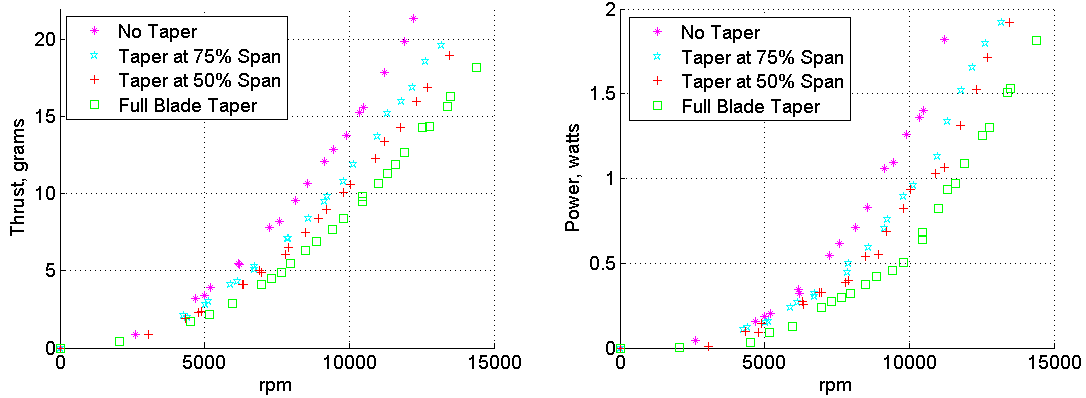 20
15
10
5
0
Thrust, grams
No Taper
Taper at 75% Span
Taper at 50% Span
Full Blade Taper
0
5000
10000
15000
rpm
2
1.5
1
0.5
0
Power, watts
No Taper
Taper at 75% Span
Taper at 50% Span
Full Blade Taper
0
5000
10000
15000
rpm